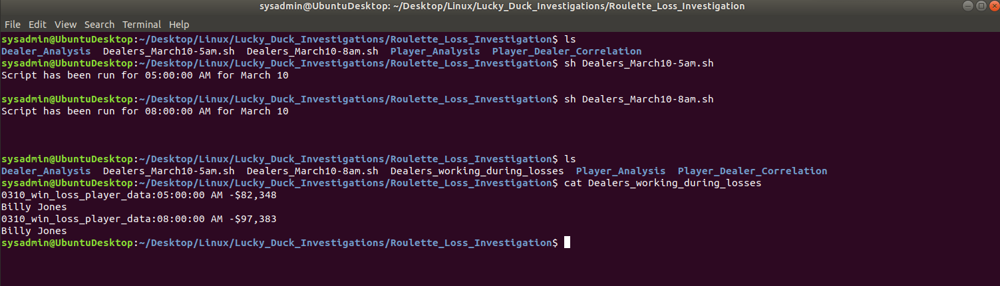 sysadmin@UbuntuDesktop: ~/Desktop/Linux/Lucky_Duck_Investigations/Roulette_Loss_Investigation
File Edit View Search Terminal Help
sysadmin@UbuntuDesktop:~/Desktop/Linux/Lucky_Duck_Investigations/Roulette_Loss_Investigation$ ls
Dealer_Analysis  Dealers_March10-5am.sh  Dealers_March10-8am.sh  Player_Analysis  Player_Dealer_Correlation
sysadmin@UbuntuDesktop:~/Desktop/Linux/Lucky_Duck_Investigations/Roulette_Loss_Investigation$ sh Dealers_March10-5am.sh
Script has been run for 05:00:00 AM for March 10
sysadmin@UbuntuDesktop:~/Desktop/Linux/Lucky_Duck_Investigations/Roulette_Loss_Investigation$ sh Dealers_March10-8am.sh
Script has been run for 08:00:00 AM for March 10
sysadmin@UbuntuDesktop:~/Desktop/Linux/Lucky_Duck_Investigations/Roulette_Loss_Investigation$ ls
Dealer_Analysis  Dealers_March10-5am.sh  Dealers_March10-8am.sh  Dealers_working_during_losses  Player_Analysis  Player_Dealer_Correlation
sysadmin@UbuntuDesktop:~/Desktop/Linux/Lucky_Duck_Investigations/Roulette_Loss_Investigation$ cat Dealers_working_during_losses
0310_win_loss_player_data:05:00:00 AM -$82,348
Billy Jones
0310_win_loss_player_data:08:00:00 AM -$97,383
Billy Jones
sysadmin@UbuntuDesktop:~/Desktop/Linux/Lucky_Duck_Investigations/Roulette_Loss_Investigation$